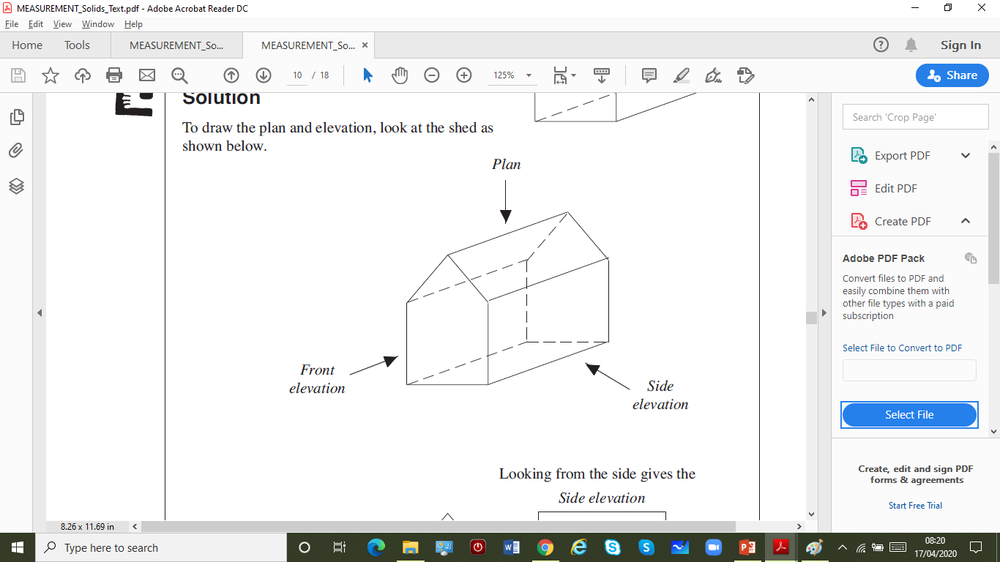 MEASUREMENT_Solids_Text.pdf - Adobe Acrobat Reader DC
File Edit View Window Help
Home Tools MEASUREMENT_So... MEASUREMENT_So... ×
Sign In
10 / 18 125% Share
Solution
To draw the plan and elevation, look at the shed as
shown below.
Plan
Front
elevation
Side
elevation
Looking from the side gives the
Side elevation
8.26 x 11.69 in
Search 'Crop Page'
Export PDF
Edit PDF
Create PDF
Adobe PDF Pack
Convert files to PDF and
easily combine them with
other file types with a paid
subscription
Select File to Convert to PDF
Select File
Create, edit and sign PDF
forms & agreements
Start Free Trial
Type here to search
08:20
17/04/2020